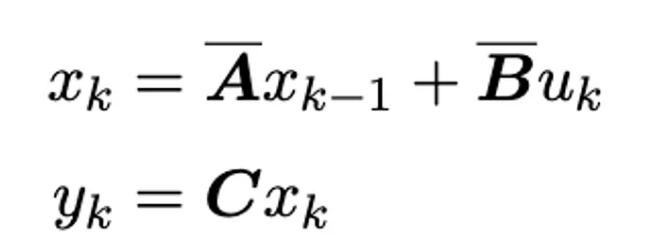 x_k = \overline{A}x_{k-1} + \overline{B}u_k
y_k = Cx_k